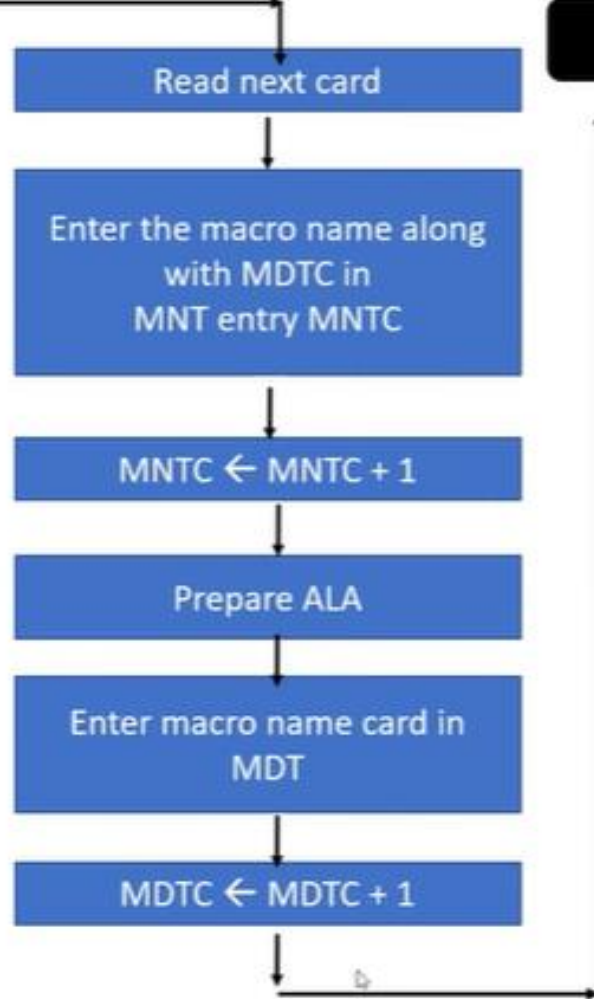 Read next card
Enter the macro name along
with MDTC in
MNT entry MNTC
MNTC ← MNTC + 1
Prepare ALA
Enter macro name card in
MDT
MDTC ← MDTC + 1